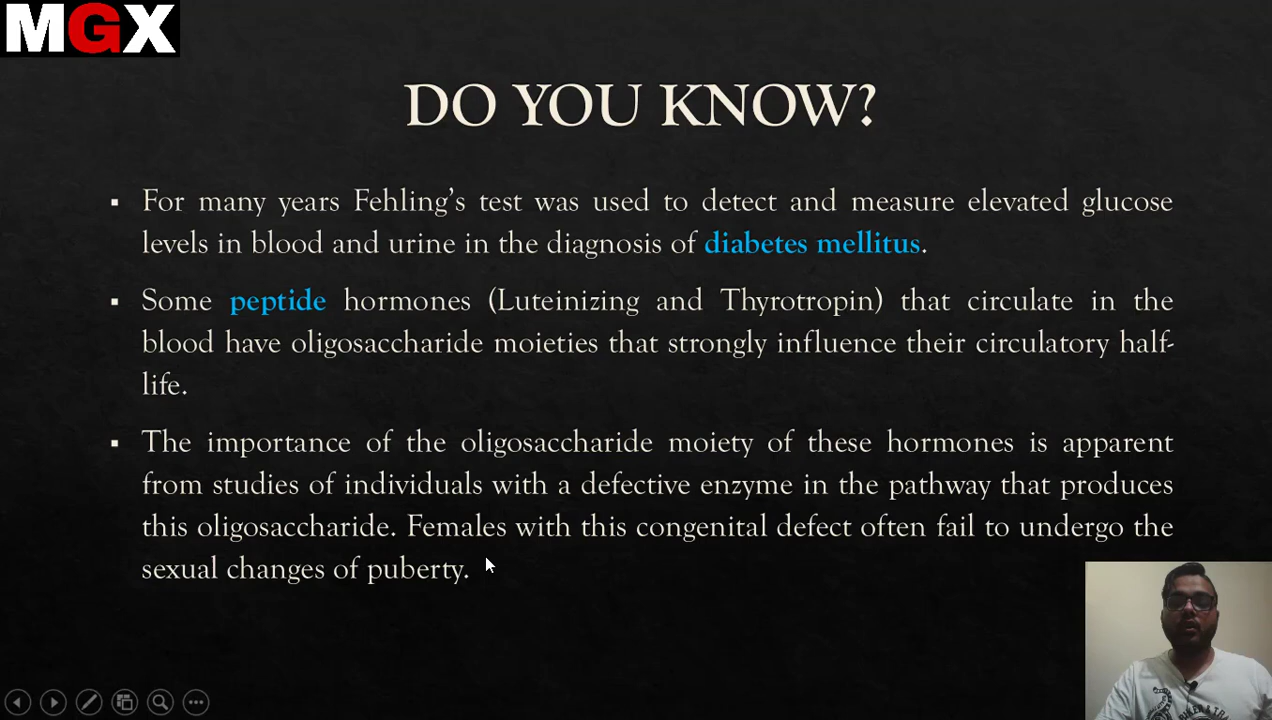 MGX
DO YOU KNOW?
▪ For many years Fehling's test was used to detect and measure elevated glucose
levels in blood and urine in the diagnosis of diabetes mellitus.
▪ Some peptide hormones (Luteinizing and Thyrotropin) that circulate in the
blood have oligosaccharide moieties that strongly influence their circulatory half-
life.
▪ The importance of the oligosaccharide moiety of these hormones is apparent
from studies of individuals with a defective enzyme in the pathway that produces
this oligosaccharide. Females with this congenital defect often fail to undergo the
sexual changes of puberty.